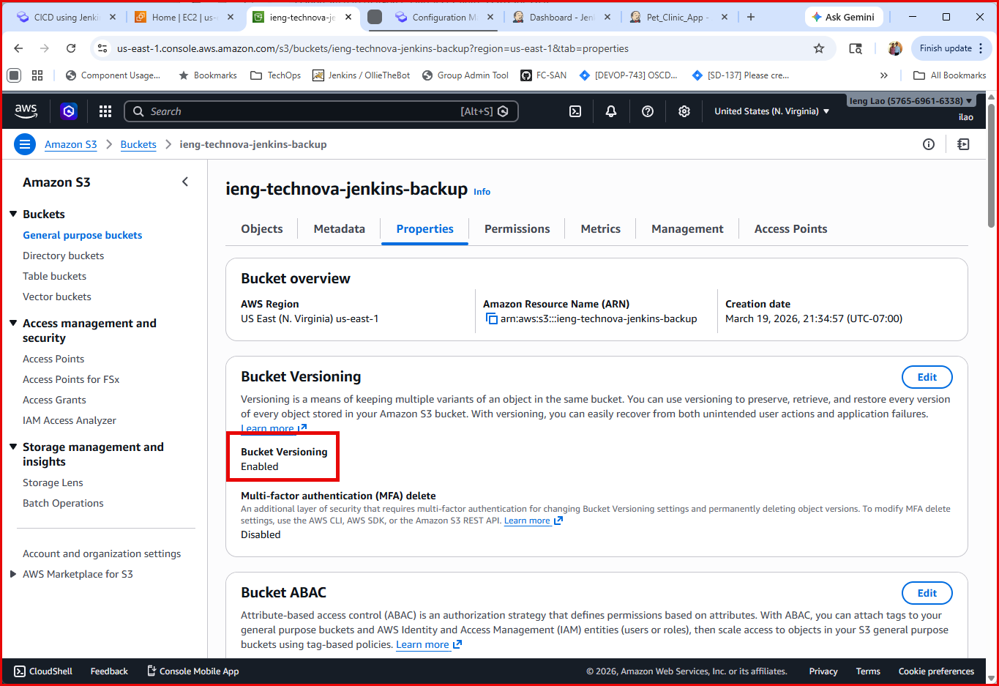 CICD using Jenki
Home | EC2 | us-e
ieng-technova-je
Configuration M
Dashboard - Jen
Pet_Clinic_App -
Ask Gemini
us-east-1.console.aws.amazon.com/s3/buckets/ieng-technova-jenkins-backup?region=us-east-1&tab=properties
Finish update
Component Usage...
Bookmarks
TechOps
Jenkins / OllieTheBot
Group Admin Tool
FC-SAN
[DEVOP-743] OSCD...
[SD-137] Please cre...
All Bookmarks
aws
Search
[Alt+S]
United States (N. Virginia)
Ieng Lao (5765-6961-6338)
ilao
Amazon S3
Buckets
ieng-technova-jenkins-backup
Amazon S3
Buckets
General purpose buckets
Directory buckets
Table buckets
Vector buckets
Access management and
security
Access Points
Access Points for FSx
Access Grants
IAM Access Analyzer
Storage management and
insights
Storage Lens
Batch Operations
Account and organization settings
AWS Marketplace for S3
ieng-technova-jenkins-backup Info
Objects
Metadata
Properties
Permissions
Metrics
Management
Access Points
Bucket overview
AWS Region
US East (N. Virginia) us-east-1
Amazon Resource Name (ARN)
arn:aws:s3:::ieng-technova-jenkins-backup
Creation date
March 19, 2026, 21:34:57 (UTC-07:00)
Bucket Versioning
Edit
Versioning is a means of keeping multiple variants of an object in the same bucket. You can use versioning to preserve, retrieve, and restore every version
of every object stored in your Amazon S3 bucket. With versioning, you can easily recover from both unintended user actions and application failures.
Learn more
Bucket Versioning
Enabled
Multi-factor authentication (MFA) delete
An additional layer of security that requires multi-factor authentication for changing Bucket Versioning settings and permanently deleting object versions. To modify MFA delete
settings, use the AWS CLI, AWS SDK, or the Amazon S3 REST API. Learn more
Disabled
Bucket ABAC
Edit
Attribute-based access control (ABAC) is an authorization strategy that defines permissions based on attributes. With ABAC, you can attach tags to your
general purpose buckets and AWS Identity and Access Management (IAM) entities (users or roles), then scale access to objects in your S3 general purpose
buckets using tag-based policies. Learn more
CloudShell
Feedback
Console Mobile App
© 2026, Amazon Web Services, Inc. or its affiliates.
Privacy
Terms
Cookie preferences